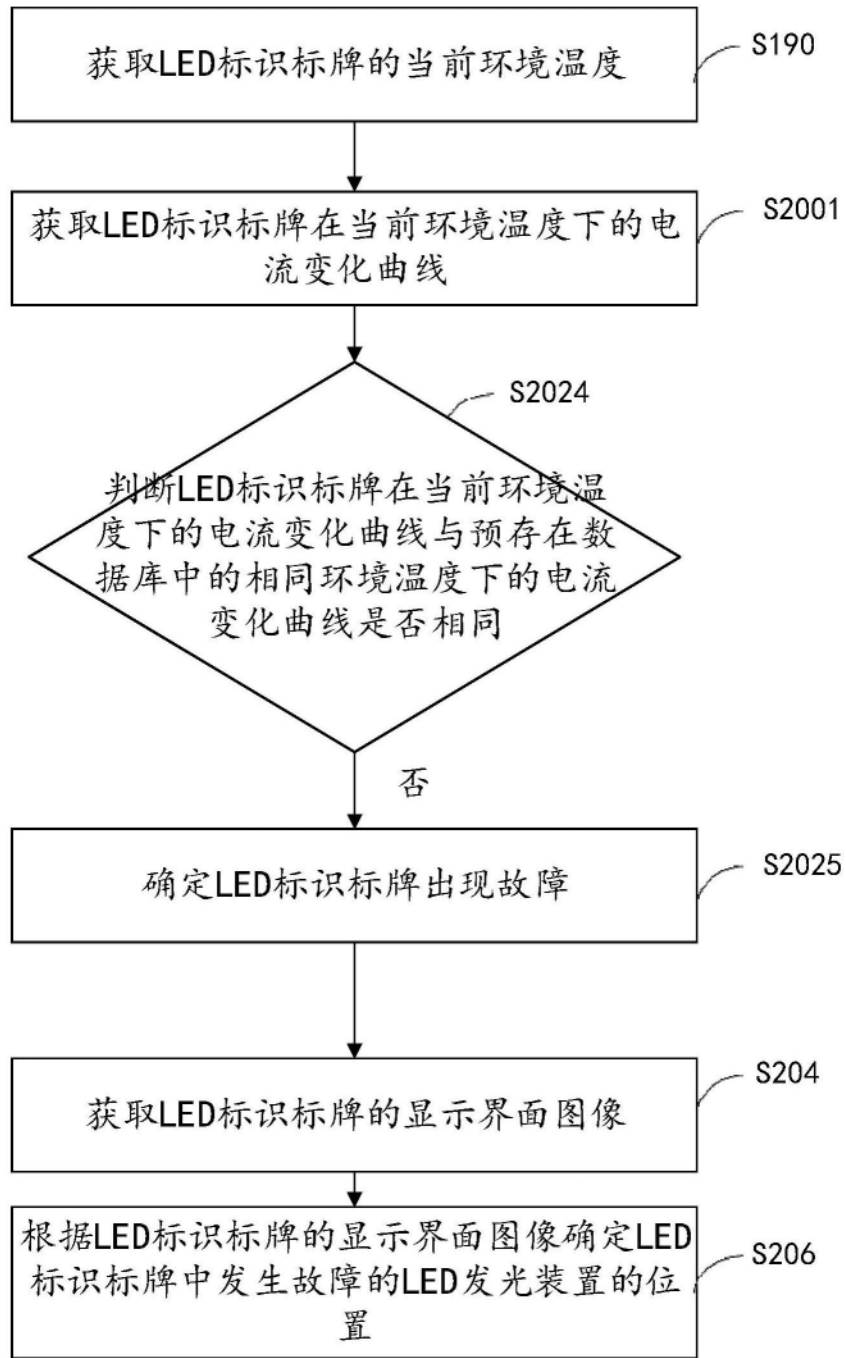 获取LED标识标牌的当前环境温度
S190
获取LED标识标牌在当前环境温度下的电
流变化曲线
S2001
S2024
判断LED标识标牌在当前环境温
度下的电流变化曲线与预存在数
据库中的相同环境温度下的电流
变化曲线是否相同
否
确定LED标识标牌出现故障
S2025
获取LED标识标牌的显示界面图像
S204
根据LED标识标牌的显示界面图像确定LED
标识标牌中发生故障的LED发光装置的位
置
S206